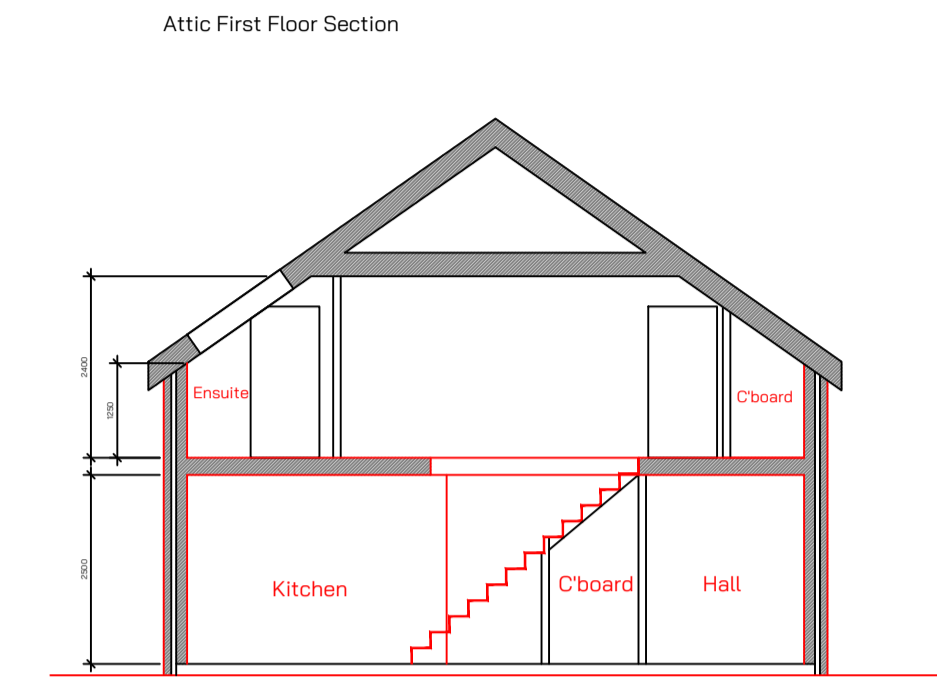 Attic First Floor Section
2400
1250
Ensuite
C'board
2500
Kitchen
C'board
Hall